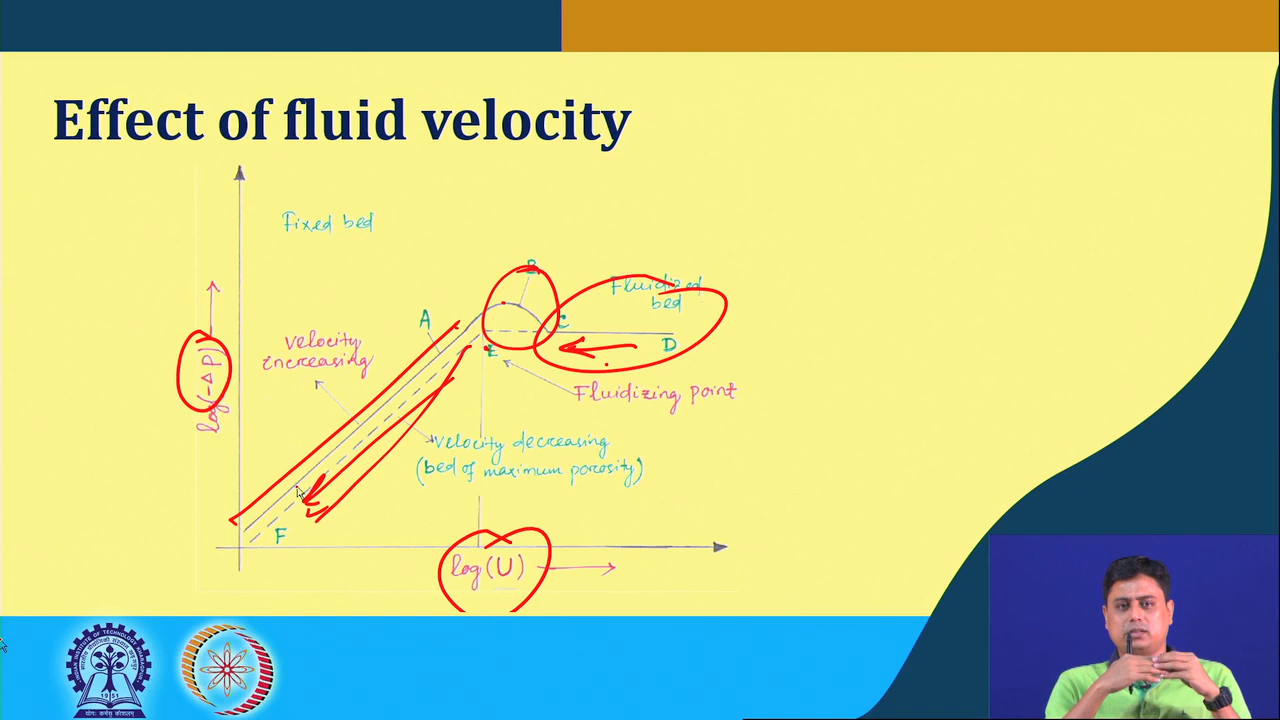 Effect of fluid velocity
Fixed bed
B
Fluidized
bed
A
C
D
velocity
increasing
E
log(-ΔP)
Fluidizing point
velocity decreasing
(bed of maximum porosity)
F
log(U)
1951